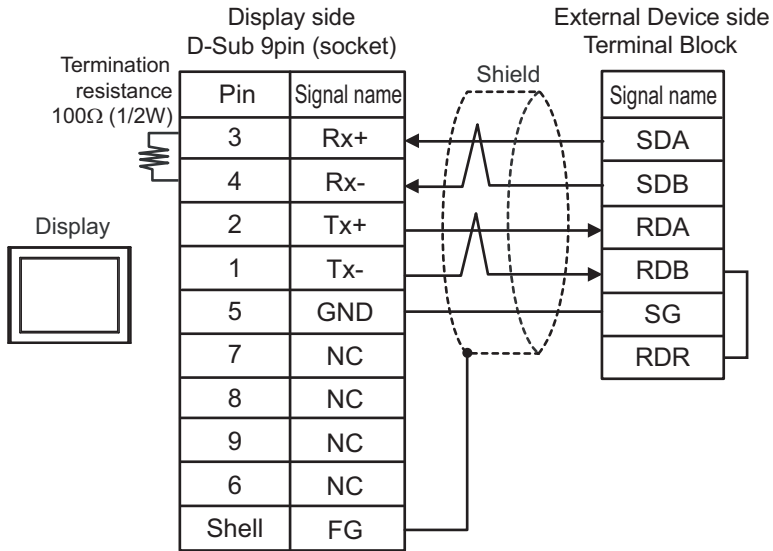 Display side
D-Sub 9pin (socket)
External Device side
Terminal Block
Termination
resistance
100Ω (1/2W)
Shield
Display
Pin Signal name
3 Rx+
4 Rx-
2 Tx+
1 Tx-
5 GND
7 NC
8 NC
9 NC
6 NC
Shell FG
Signal name
SDA
SDB
RDA
RDB
SG
RDR